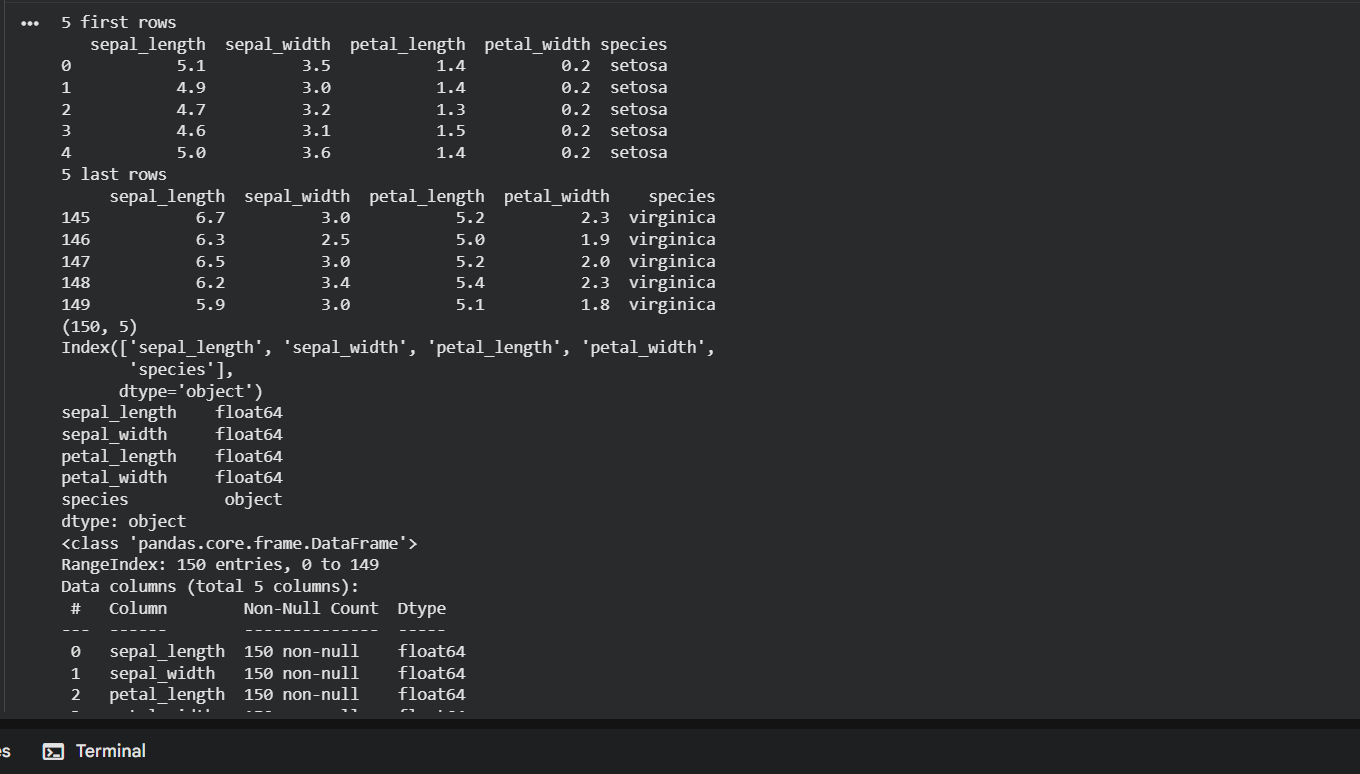 5 first rows
   sepal_length  sepal_width  petal_length  petal_width species
0           5.1          3.5           1.4          0.2  setosa
1           4.9          3.0           1.4          0.2  setosa
2           4.7          3.2           1.3          0.2  setosa
3           4.6          3.1           1.5          0.2  setosa
4           5.0          3.6           1.4          0.2  setosa
5 last rows
     sepal_length  sepal_width  petal_length  petal_width    species
145           6.7          3.0           5.2          2.3  virginica
146           6.3          2.5           5.0          1.9  virginica
147           6.5          3.0           5.2          2.0  virginica
148           6.2          3.4           5.4          2.3  virginica
149           5.9          3.0           5.1          1.8  virginica
(150, 5)
Index(['sepal_length', 'sepal_width', 'petal_length', 'petal_width',
       'species'],
      dtype='object')
sepal_length    float64
sepal_width     float64
petal_length    float64
petal_width     float64
species          object
dtype: object
<class 'pandas.core.frame.DataFrame'>
RangeIndex: 150 entries, 0 to 149
Data columns (total 5 columns):
 #   Column        Non-Null Count  Dtype
---  ------        --------------  -----
 0   sepal_length  150 non-null    float64
 1   sepal_width   150 non-null    float64
 2   petal_length  150 non-null    float64
Terminal